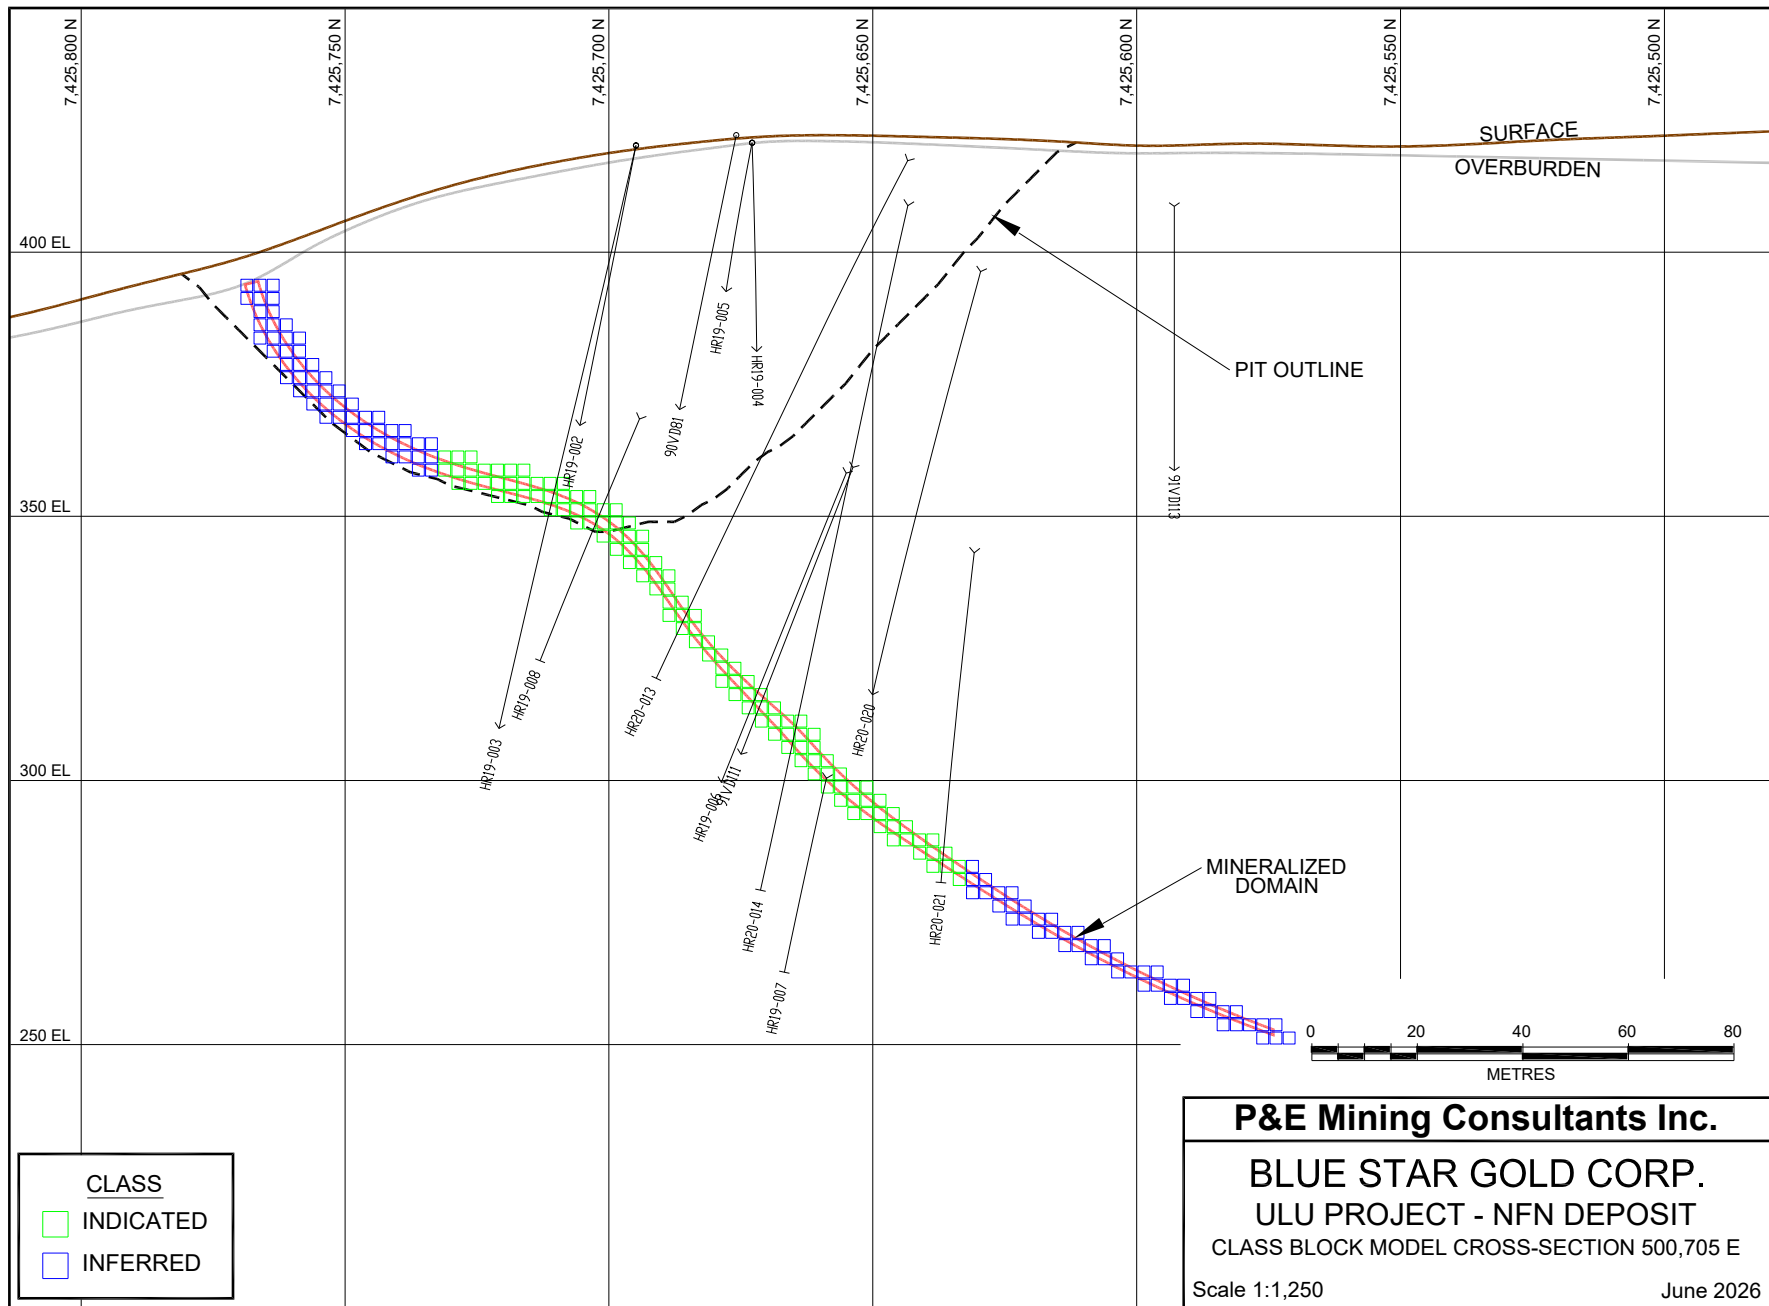 7,425,800 N
7,425,750 N
7,425,700 N
7,425,650 N
7,425,600 N
7,425,550 N
7,425,500 N
SURFACE
OVERBURDEN
400 EL
HR19-005
HR19-004
PIT OUTLINE
90VD81
HR19-002
91VD113
350 EL
HR19-008
HR20-013
HR20-020
HR19-003
300 EL
HR19-006
91VD111
MINERALIZED
DOMAIN
HR20-014
HR20-021
HR19-007
250 EL
0 20 40 60 80
METRES
P&E Mining Consultants Inc.
BLUE STAR GOLD CORP.
ULU PROJECT - NFN DEPOSIT
CLASS BLOCK MODEL CROSS-SECTION 500,705 E
Scale 1:1,250 June 2026
CLASS
INDICATED
INFERRED